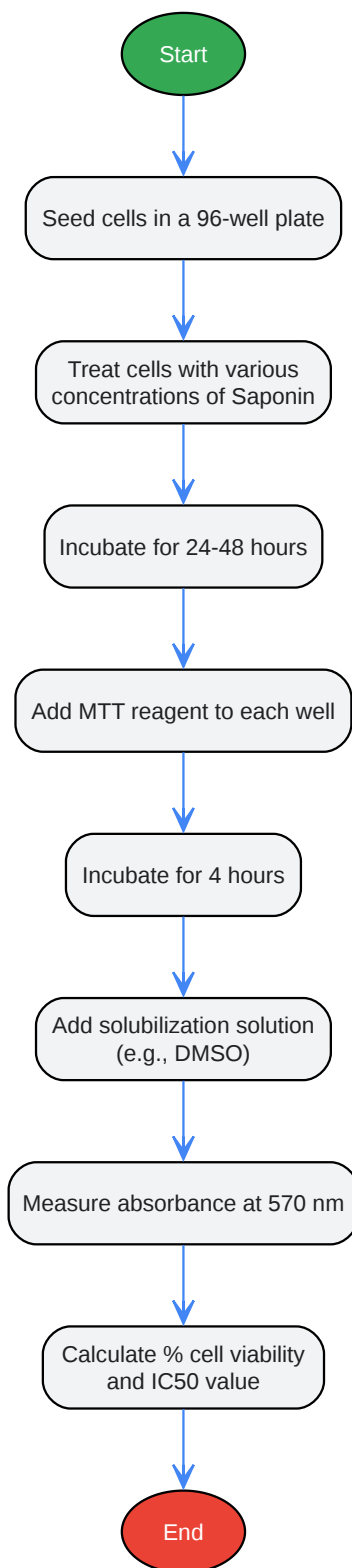 Start
Seed cells in a 96-well plate
Treat cells with various
concentrations of Saponin
Incubate for 24-48 hours
Add MTT reagent to each well
Incubate for 4 hours
Add solubilization solution
(e.g., DMSO)
Measure absorbance at 570 nm
Calculate % cell viability
and IC50 value
End